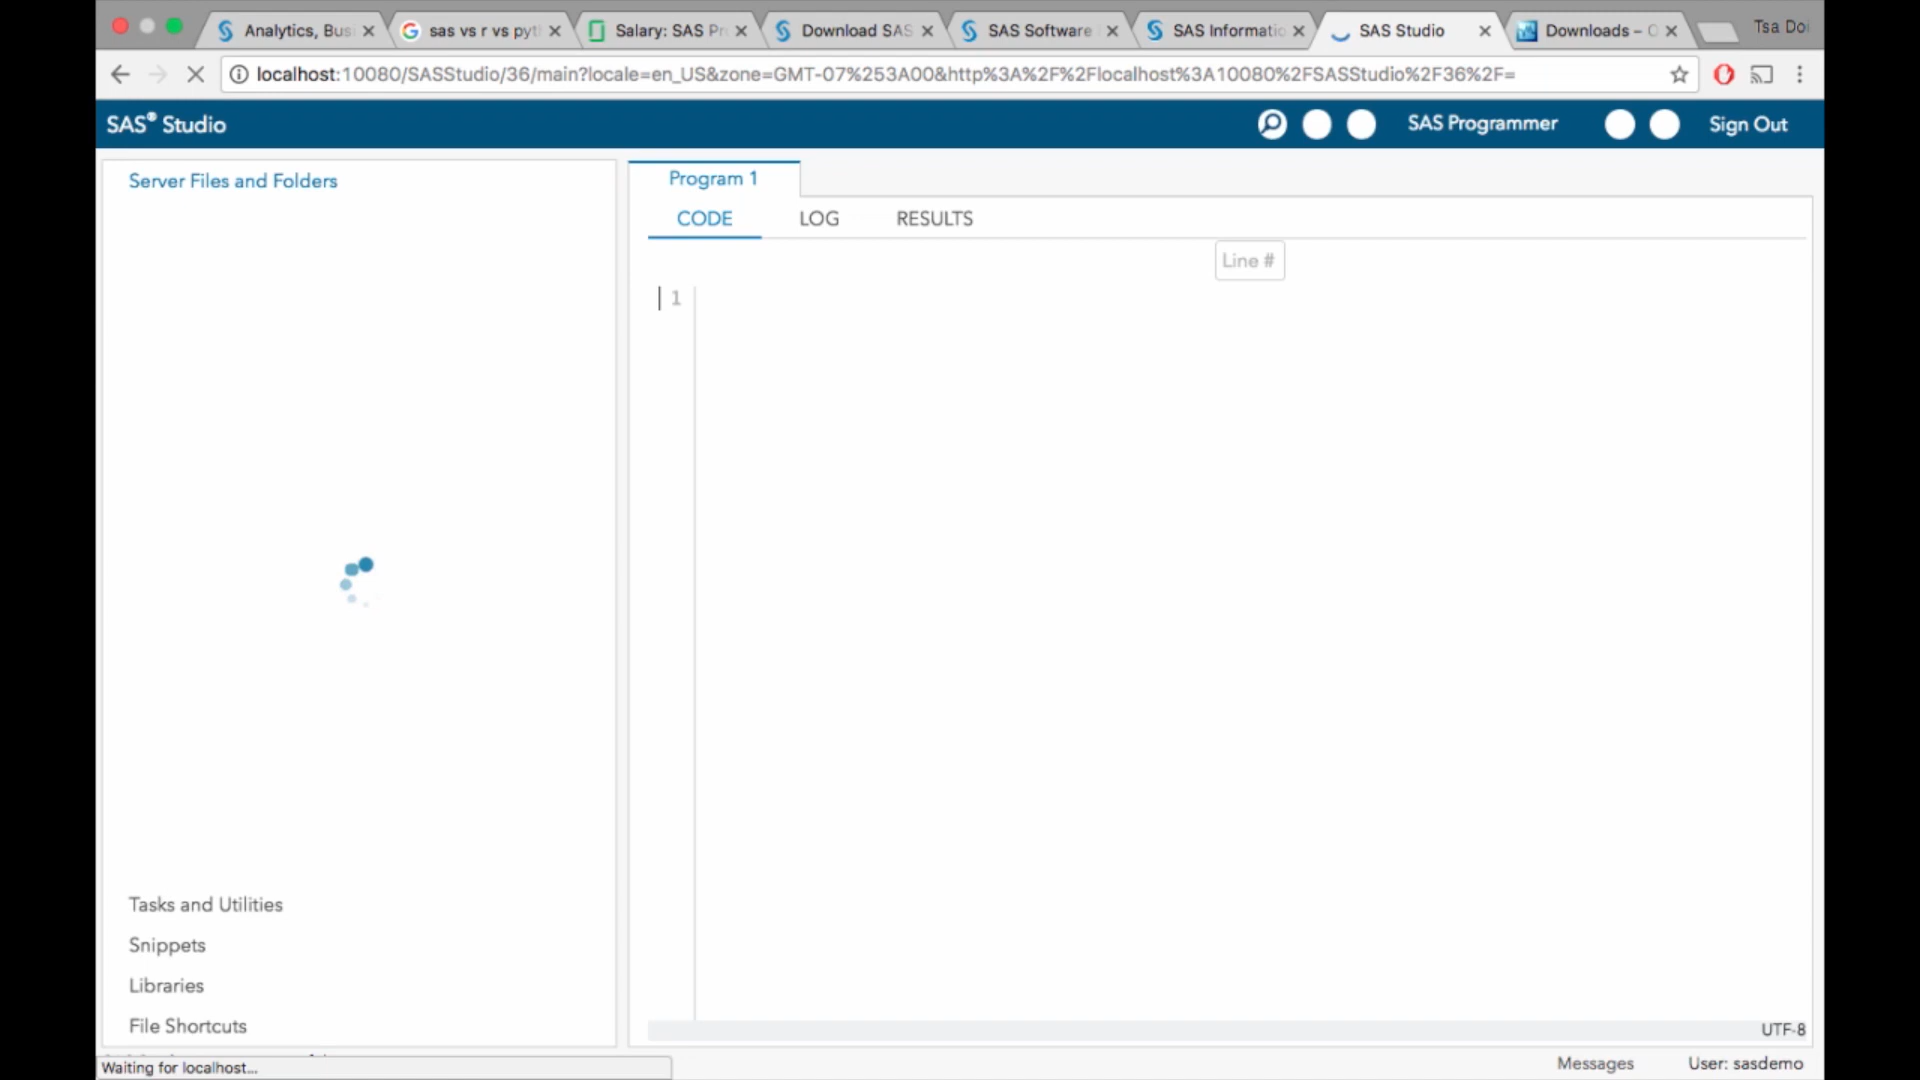 Analytics, Bus
sas vs r vs pyt
Salary: SAS Pr
Download SAS
SAS Software
SAS Informatio
SAS Studio
Downloads – O
Tsa Doi
localhost:10080/SASStudio/36/main?locale=en_US&zone=GMT-07%253A00&http%3A%2F%2Flocalhost%3A10080%2FSASStudio%2F36%2F=
SAS® Studio
SAS Programmer
Sign Out
Server Files and Folders
Program 1
CODE
LOG
RESULTS
Line #
1
Tasks and Utilities
Snippets
Libraries
File Shortcuts
UTF-8
Waiting for localhost...
Messages
User: sasdemo